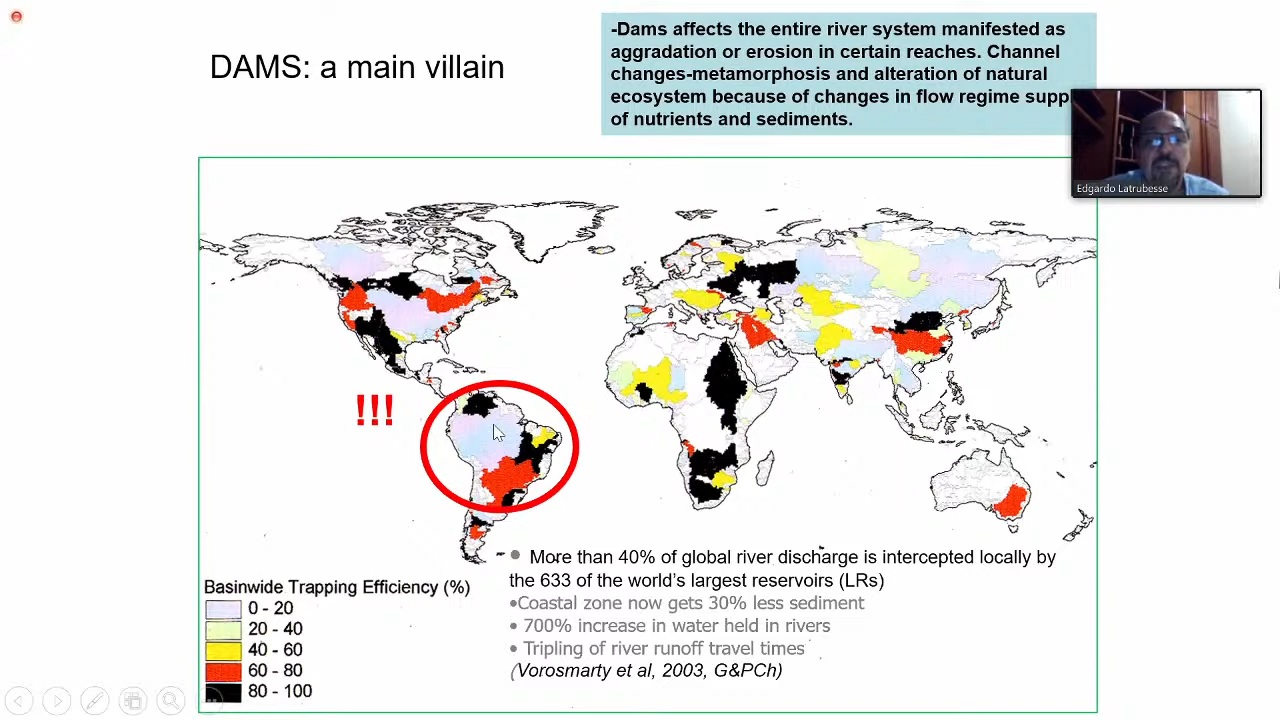 DAMS: a main villain
-Dams affects the entire river system manifested as
aggradation or erosion in certain reaches. Channel
changes-metamorphosis and alteration of natural
ecosystem because of changes in flow regime supp
of nutrients and sediments.
Edgardo Latrubesse
!!!
● More than 40% of global river discharge is intercepted locally by
the 633 of the world's largest reservoirs (LRs)
•Coastal zone now gets 30% less sediment
• 700% increase in water held in rivers
• Tripling of river runoff travel times
(Vorosmarty et al, 2003, G&PCh)
Basinwide Trapping Efficiency (%)
0 - 20
20 - 40
40 - 60
60 - 80
80 - 100